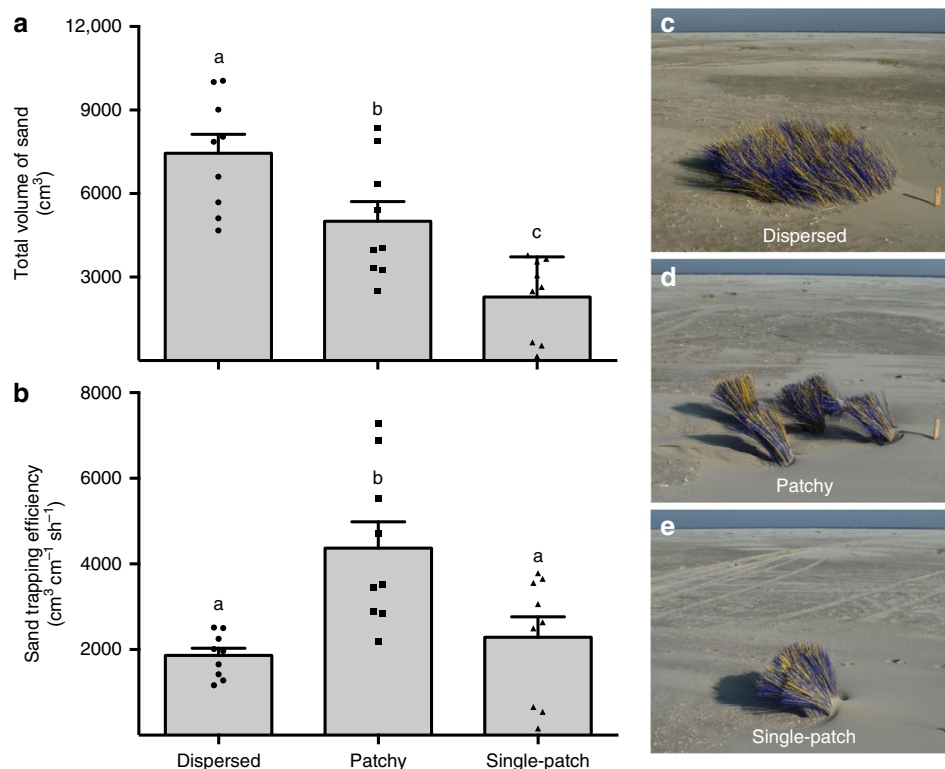 a
12,000
9000
6000
3000
Total volume of sand
(cm³)
a
b
c
b
8000
6000
4000
2000
Sand trapping efficiency
(cm³ cm⁻¹ sh⁻¹)
a
b
a
Dispersed
Patchy
Single-patch
c
Dispersed
d
Patchy
e
Single-patch